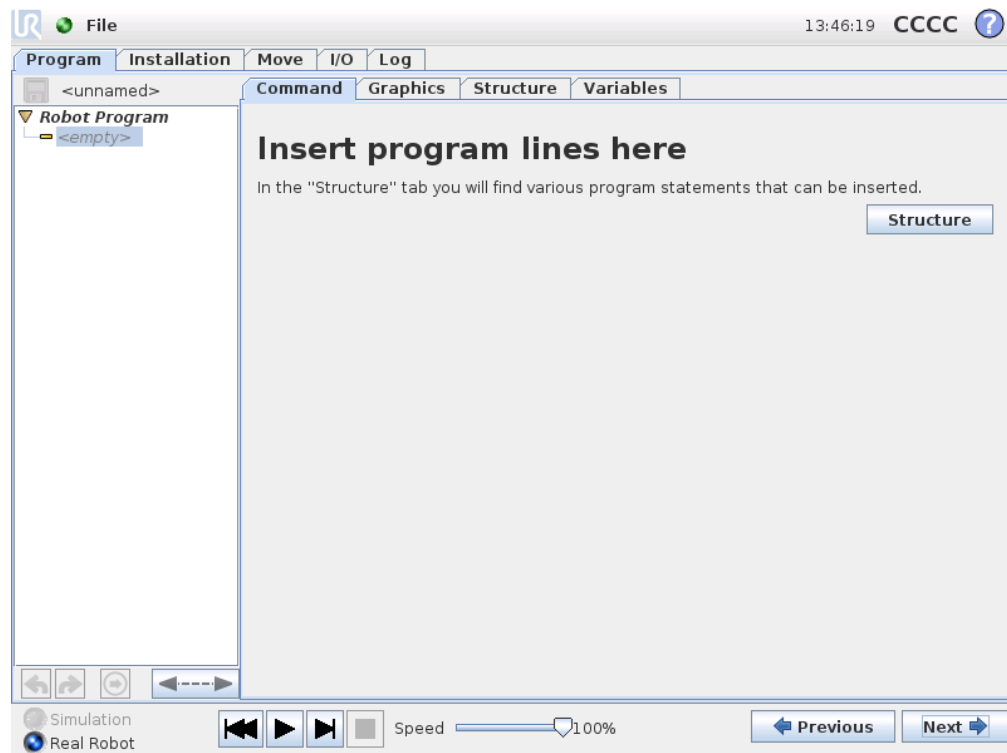 UR File 13:46:19 CCCC ?
Program Installation Move I/O Log
<unnamed> Command Graphics Structure Variables
Robot Program
<empty>
Insert program lines here
In the "Structure" tab you will find various program statements that can be inserted.
Structure
Simulation
Real Robot
Speed 100%
Previous Next